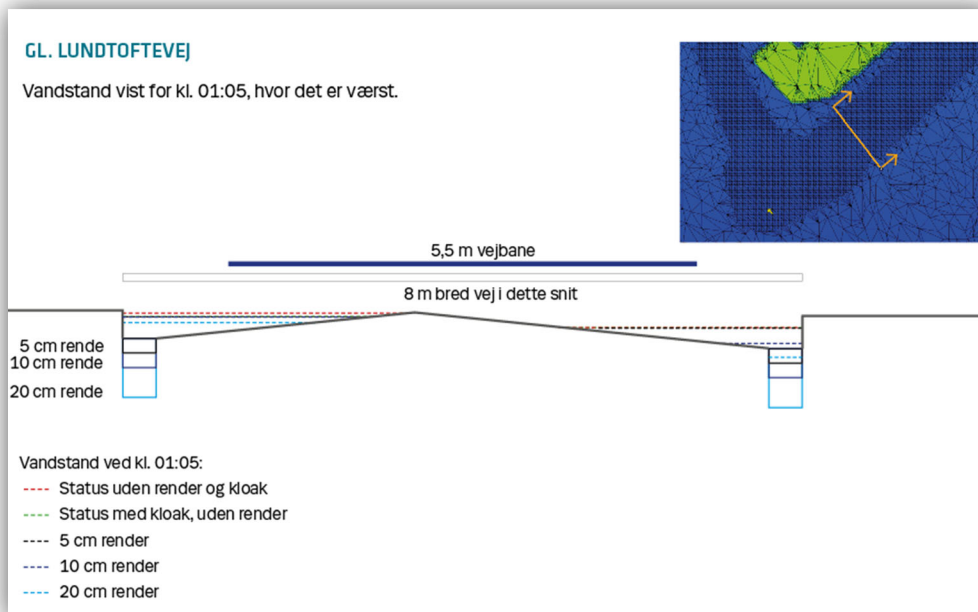 GL. LUNDTOFTEVEJ
Vandstand vist for kl. 01:05, hvor det er værst.
5,5 m vejbane
8 m bred vej i dette snit
5 cm rende
10 cm rende
20 cm rende
Vandstand ved kl. 01:05:
Status uden render og kloak
Status med kloak, uden render
5 cm render
10 cm render
20 cm render